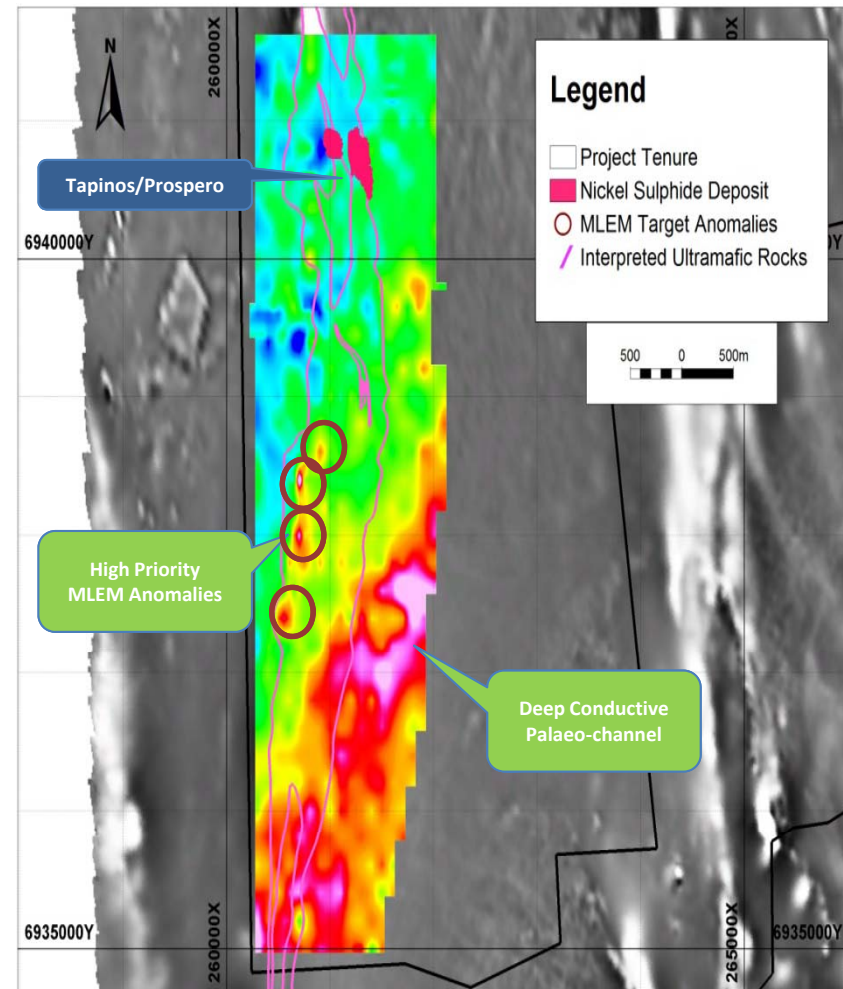 N
260000X
Legend
Project Tenure
Nickel Sulphide Deposit
MLEM Target Anomalies
Interpreted Ultramafic Rocks
Tapinos/Prospero
6940000Y
500 0 500m
High Priority
MLEM Anomalies
Deep Conductive
Palaeo-channel
6935000Y
260000X
265000X
6935000Y